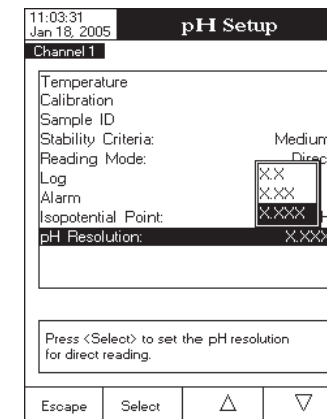 11:03:31
Jan 18, 2005
pH Setup
Channel 1
Temperature
Calibration
Sample ID
Stability Criteria: Medium
Reading Mode: Direc
Log
Alarm
Isopotential Point:
pH Resolution: X.XXX
X.X
X.XX
X.XXX
Press <Select> to set the pH resolution
for direct reading.
Escape Select △ ▽